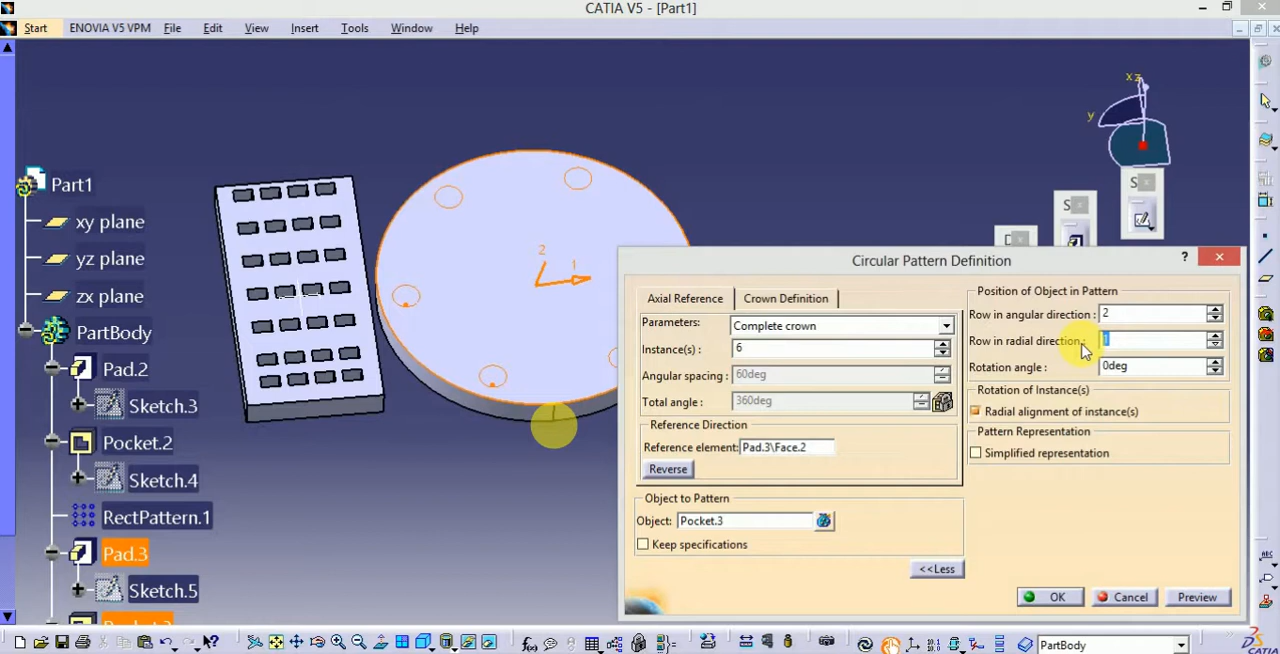 CATIA V5 - [Part1]
Start ENOVIA V5 VPM File Edit View Insert Tools Window Help
x z
y
S
S
Part1
xy plane
yz plane
zx plane
PartBody
Pad.2
Sketch.3
Pocket.2
Sketch.4
RectPattern.1
Pad.3
Sketch.5
2
1
Circular Pattern Definition
?
Axial Reference Crown Definition
Parameters: Complete crown
Instance(s) : 6
Angular spacing : 60deg
Total angle : 360deg
Reference Direction
Reference element: Pad.3\Face.2
Reverse
Object to Pattern
Object: Pocket.3
Keep specifications
<<Less
Position of Object in Pattern
Row in angular direction : 2
Row in radial direction : 1
Rotation angle : 0deg
Rotation of Instance(s)
Radial alignment of instance(s)
Pattern Representation
Simplified representation
OK Cancel Preview
PartBody
CATIA